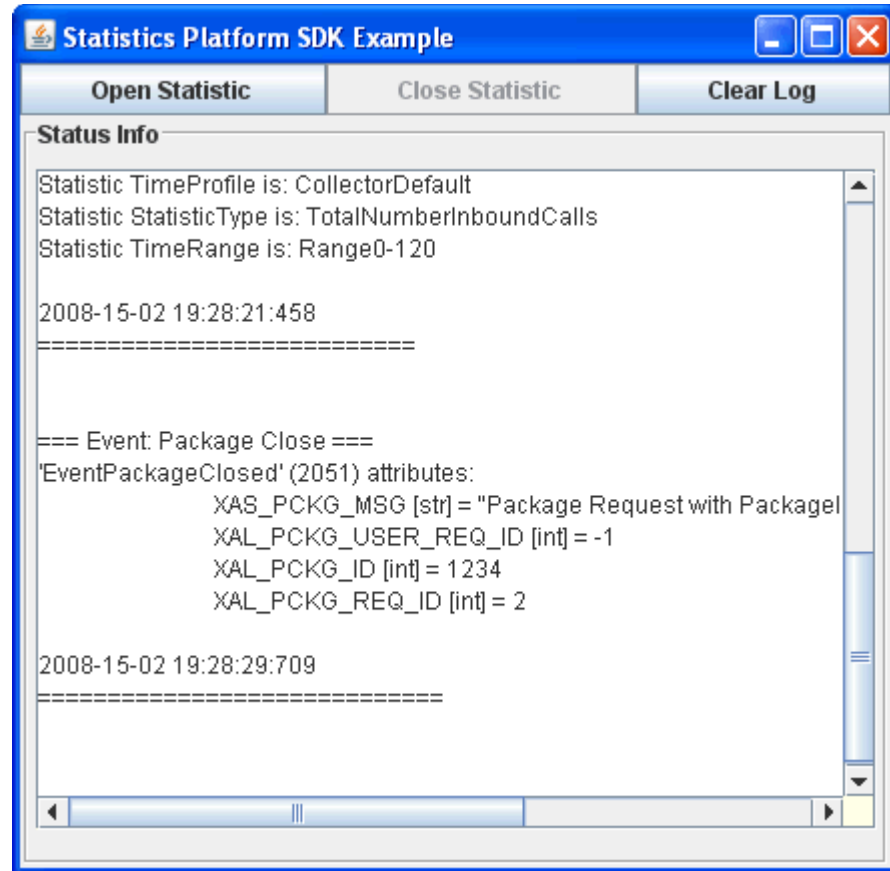 Statistics Platform SDK Example
Open Statistic
Close Statistic
Clear Log
Status Info
Statistic TimeProfile is: CollectorDefault
Statistic StatisticType is: TotalNumberInboundCalls
Statistic TimeRange is: Range0-120
2008-15-02 19:28:21:458
===========================
=== Event: Package Close ===
'EventPackageClosed' (2051) attributes:
XAS_PCKG_MSG [str] = "Package Request with PackageI
XAL_PCKG_USER_REQ_ID [int] = -1
XAL_PCKG_ID [int] = 1234
XAL_PCKG_REQ_ID [int] = 2
2008-15-02 19:28:29:709
=============================